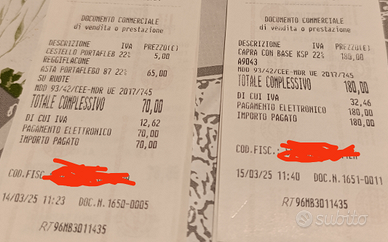 DOCUMENTO COMMERCIALE
di vendita o prestazione
DESCRIZIONE IVA PREZZO(€)
CESTELLO PORTAFLEB 22% 5,00
REGGIFLACONE
ASTA PORTAFLEBO 87 22% 65,00
SU RUOTE
MOD 93/42/CEE-MDR UE 2017/745
TOTALE COMPLESSIVO 70,00
DI CUI IVA 12,62
PAGAMENTO ELETTRONICO 70,00
IMPORTO PAGATO 70,00
COD.FISC.
14/03/25 11:23 DOC.N.1650-0005
RT 96MB3011435
DOCUMENTO COMMERCIALE
di vendita o prestazione
DESCRIZIONE IVA PREZZO(€)
CAPRA CON BASE KSP 22% 180,00
A9043
MOD 93/42/CEE-MDR UE 2017/745
TOTALE COMPLESSIVO 180,00
DI CUI IVA 32,46
PAGAMENTO ELETTRONICO 180,00
IMPORTO PAGATO 180,00
COD.FISC.
15/03/25 11:40 DOC.N.1651-0011
RT 96MB3011435
subito